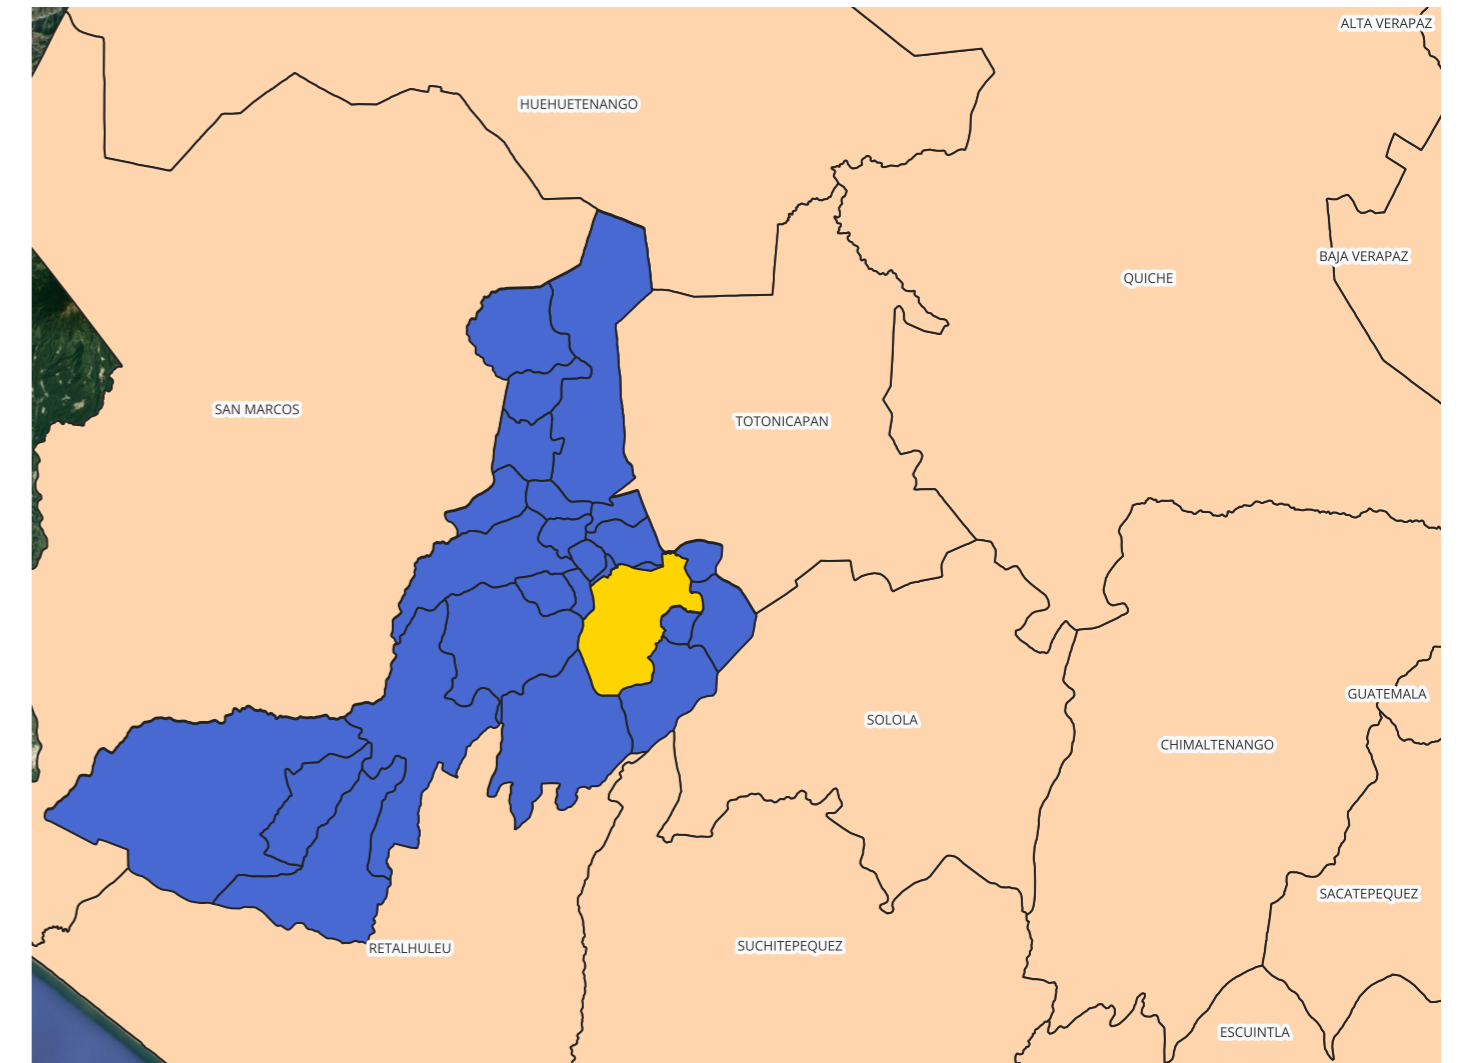 ALTA VERAPAZ
HUEHUETENANGO
BAJA VERAPAZ
QUICHE
SAN MARCOS
TOTONICAPAN
GUATEMALA
SOLOLA
CHIMALTENANGO
SACATEPEQUEZ
SUCHITEPEQUEZ
RETALHULEU
ESCUINTLA